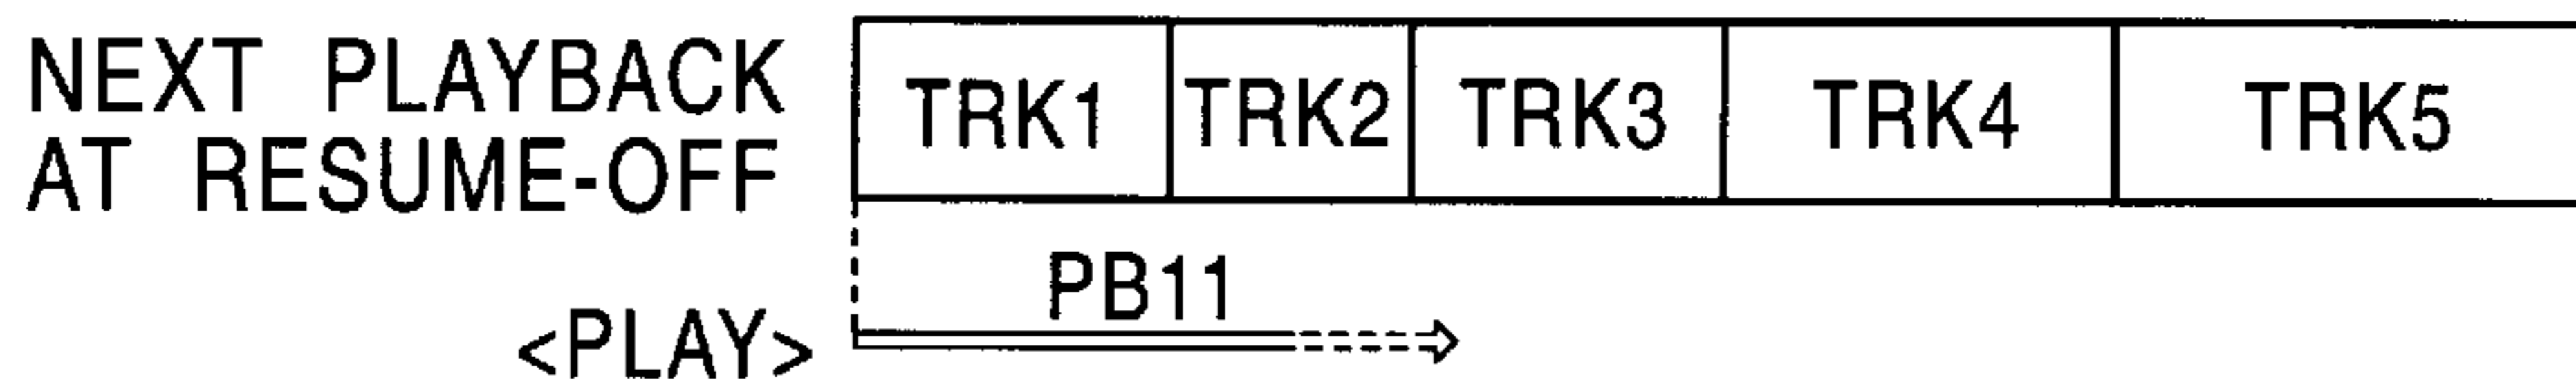 NEXT PLAYBACK
AT RESUME-OFF
TRK1 TRK2 TRK3 TRK4 TRK5
PB11
<PLAY>